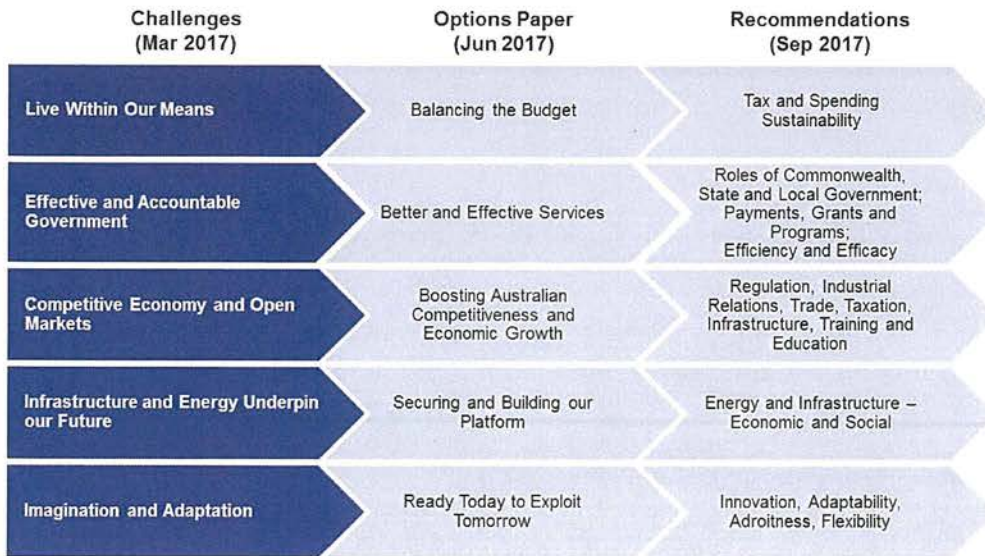 Challenges
(Mar 2017)
Options Paper
(Jun 2017)
Recommendations
(Sep 2017)
Live Within Our Means
Balancing the Budget
Tax and Spending
Sustainability
Effective and Accountable
Government
Better and Effective Services
Roles of Commonwealth,
State and Local Government;
Payments, Grants and
Programs;
Efficiency and Efficacy
Competitive Economy and Open
Markets
Boosting Australian
Competitiveness and
Economic Growth
Regulation, Industrial
Relations, Trade, Taxation,
Infrastructure, Training and
Education
Infrastructure and Energy Underpin
our Future
Securing and Building our
Platform
Energy and Infrastructure –
Economic and Social
Imagination and Adaptation
Ready Today to Exploit
Tomorrow
Innovation, Adaptability,
Adroitness, Flexibility